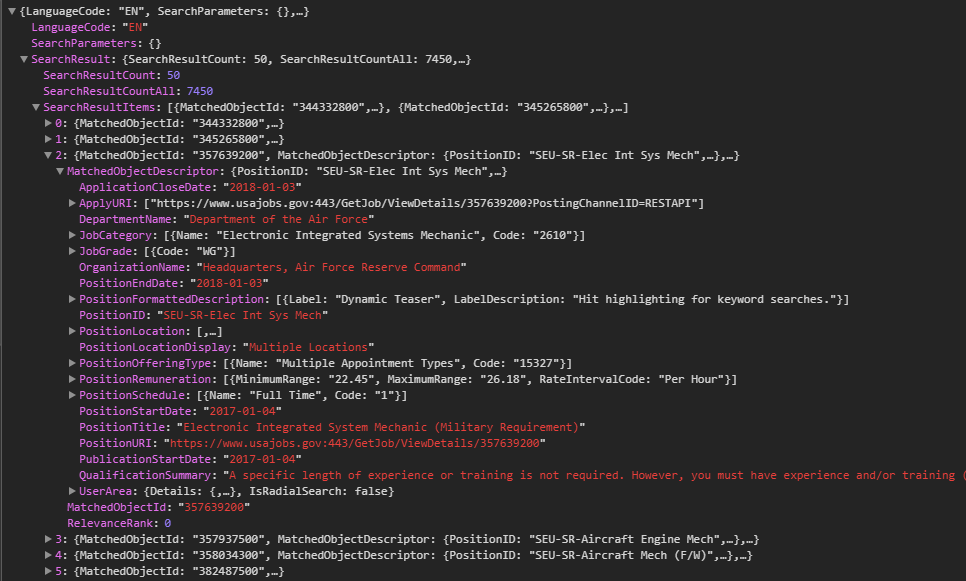 ▼{LanguageCode: "EN", SearchParameters: {},…}
LanguageCode: "EN"
SearchParameters: {}
▼SearchResult: {SearchResultCount: 50, SearchResultCountAll: 7450,…}
SearchResultCount: 50
SearchResultCountAll: 7450
▼SearchResultItems: [{MatchedObjectId: "344332800",…}, {MatchedObjectId: "345265800",…},…]
▶0: {MatchedObjectId: "344332800",…}
▶1: {MatchedObjectId: "345265800",…}
▼2: {MatchedObjectId: "357639200", MatchedObjectDescriptor: {PositionID: "SEU-SR-Elec Int Sys Mech",…},…}
▼MatchedObjectDescriptor: {PositionID: "SEU-SR-Elec Int Sys Mech",…}
ApplicationCloseDate: "2018-01-03"
▶ApplyURI: ["https://www.usajobs.gov:443/GetJob/ViewDetails/357639200?PostingChannelID=RESTAPI"]
DepartmentName: "Department of the Air Force"
▶JobCategory: [{Name: "Electronic Integrated Systems Mechanic", Code: "2610"}]
▶JobGrade: [{Code: "WG"}]
OrganizationName: "Headquarters, Air Force Reserve Command"
PositionEndDate: "2018-01-03"
▶PositionFormattedDescription: [{Label: "Dynamic Teaser", LabelDescription: "Hit highlighting for keyword searches."}]
PositionID: "SEU-SR-Elec Int Sys Mech"
▶PositionLocation: [,…]
PositionLocationDisplay: "Multiple Locations"
▶PositionOfferingType: [{Name: "Multiple Appointment Types", Code: "15327"}]
▶PositionRemuneration: [{MinimumRange: "22.45", MaximumRange: "26.18", RateIntervalCode: "Per Hour"}]
▶PositionSchedule: [{Name: "Full Time", Code: "1"}]
PositionStartDate: "2017-01-04"
PositionTitle: "Electronic Integrated System Mechanic (Military Requirement)"
PositionURI: "https://www.usajobs.gov:443/GetJob/ViewDetails/357639200"
PublicationStartDate: "2017-01-04"
QualificationSummary: "A specific length of experience or training is not required. However, you must have experience and/or training (
▶UserArea: {Details: {,…}, IsRadialSearch: false}
MatchedObjectId: "357639200"
RelevanceRank: 0
▶3: {MatchedObjectId: "357937500", MatchedObjectDescriptor: {PositionID: "SEU-SR-Aircraft Engine Mech",…},…}
▶4: {MatchedObjectId: "358034300", MatchedObjectDescriptor: {PositionID: "SEU-SR-Aircraft Mech (F/W)",…},…}
▶5: {MatchedObjectId: "382487500",…}